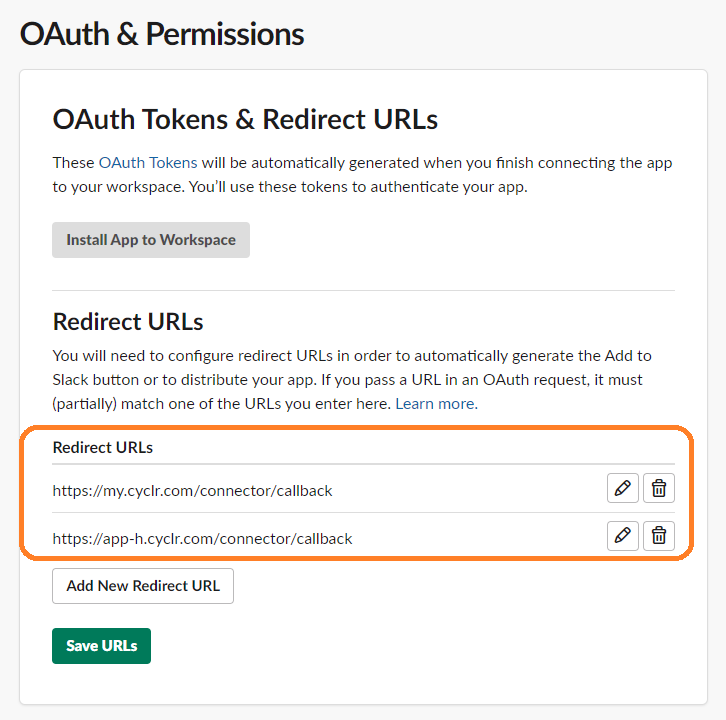 OAuth & Permissions
OAuth Tokens & Redirect URLs
These OAuth Tokens will be automatically generated when you finish connecting the app
to your workspace. You’ll use these tokens to authenticate your app.
Install App to Workspace
Redirect URLs
You will need to configure redirect URLs in order to automatically generate the Add to
Slack button or to distribute your app. If you pass a URL in an OAuth request, it must
(partially) match one of the URLs you enter here. Learn more.
Redirect URLs
https://my.cyclr.com/connector/callback
https://app-h.cyclr.com/connector/callback
Add New Redirect URL
Save URLs